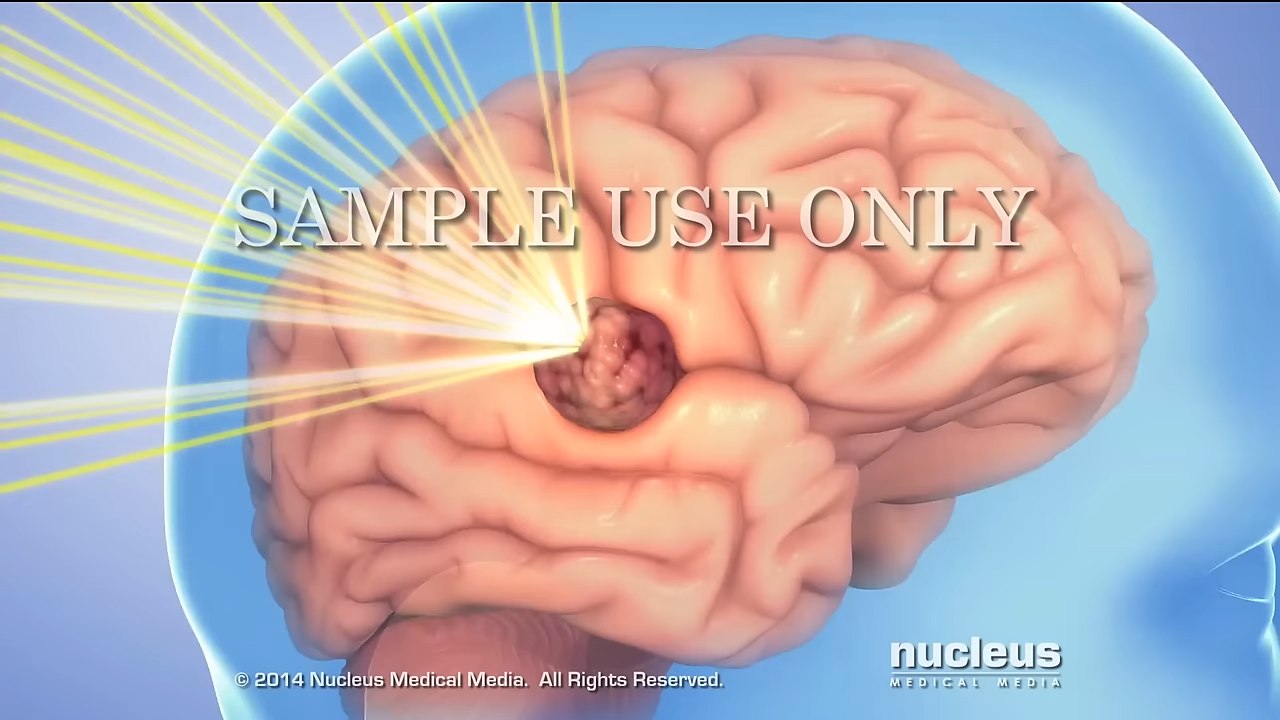 SAMPLE USE ONLY
nucleus
MEDICAL MEDIA
© 2014 Nucleus Medical Media. All Rights Reserved.